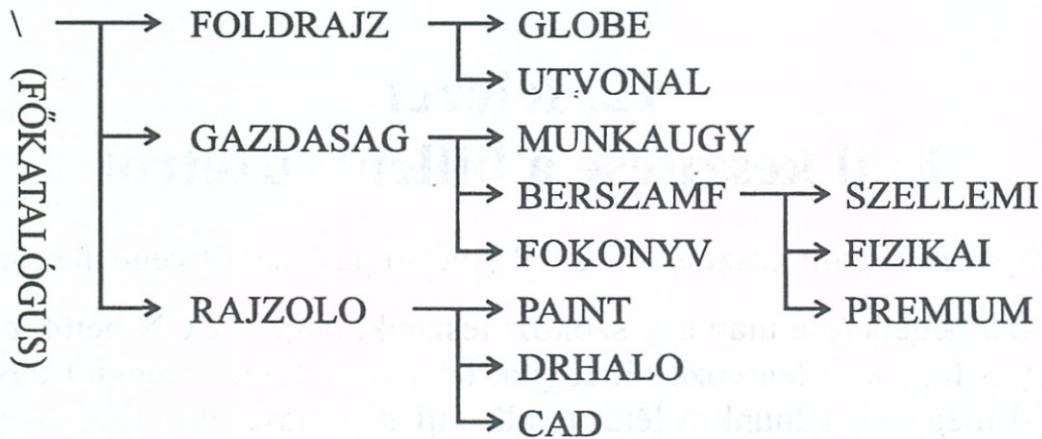 \ FOLDRAJZ GLOBE
UTVONAL
GAZDASAG MUNKAUGY
BERSZAMF SZELLEMI
FOKONYV FIZIKAI
RAJZOLO PAINT PREMIUM
DRHALO
CAD
(FŐKATALÓGUS)